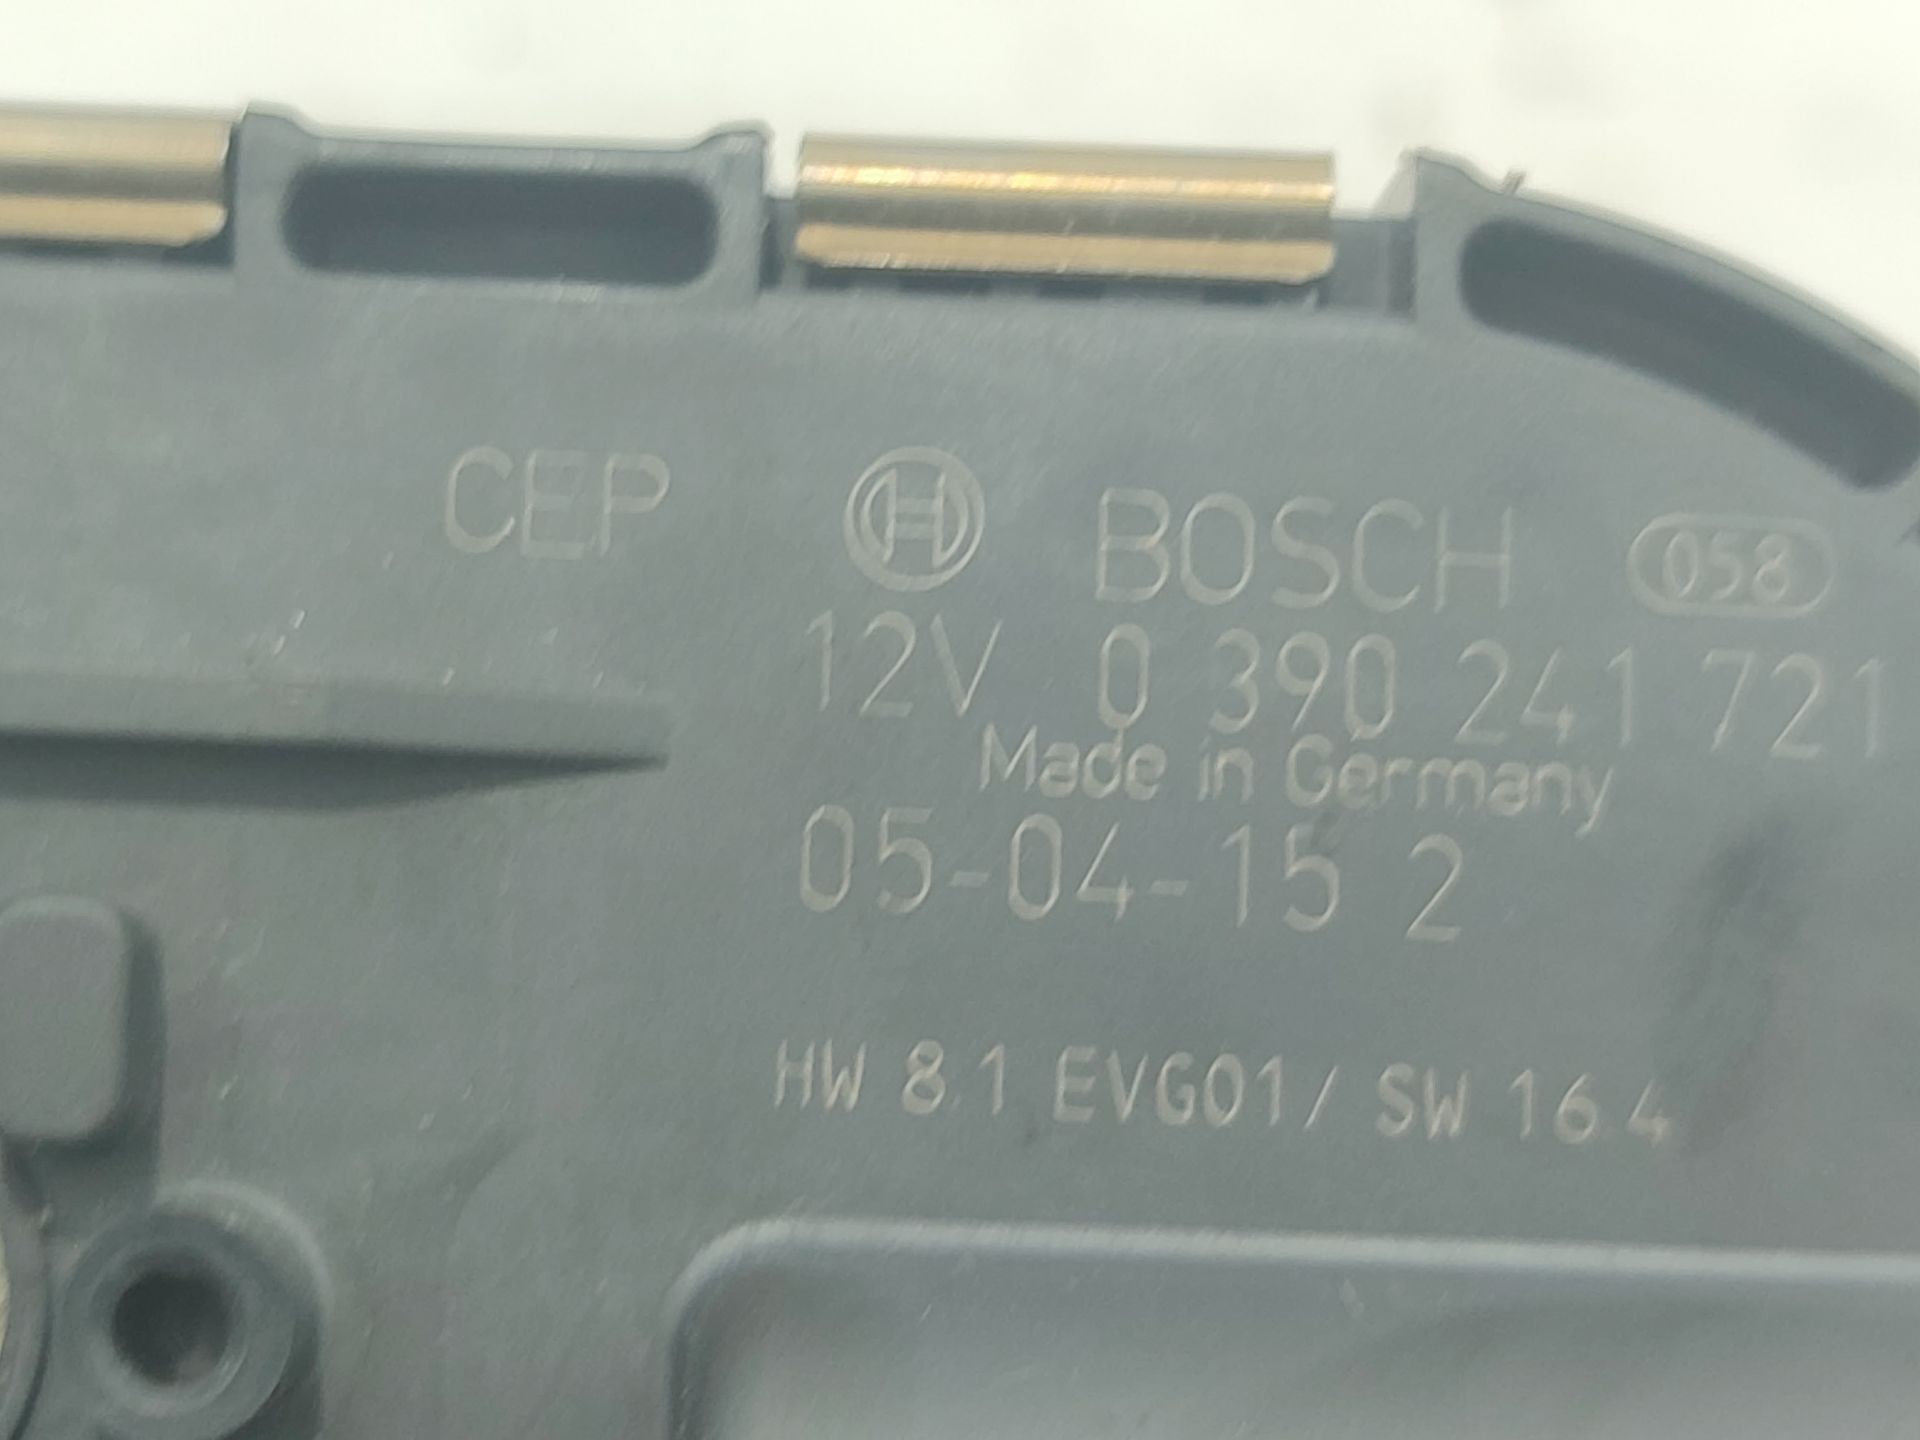 CEP BOSCH 058
12V 0 390 241 721
Made in Germany
05-04-15 2
HW 8.1 EVG01/ SW 16.4